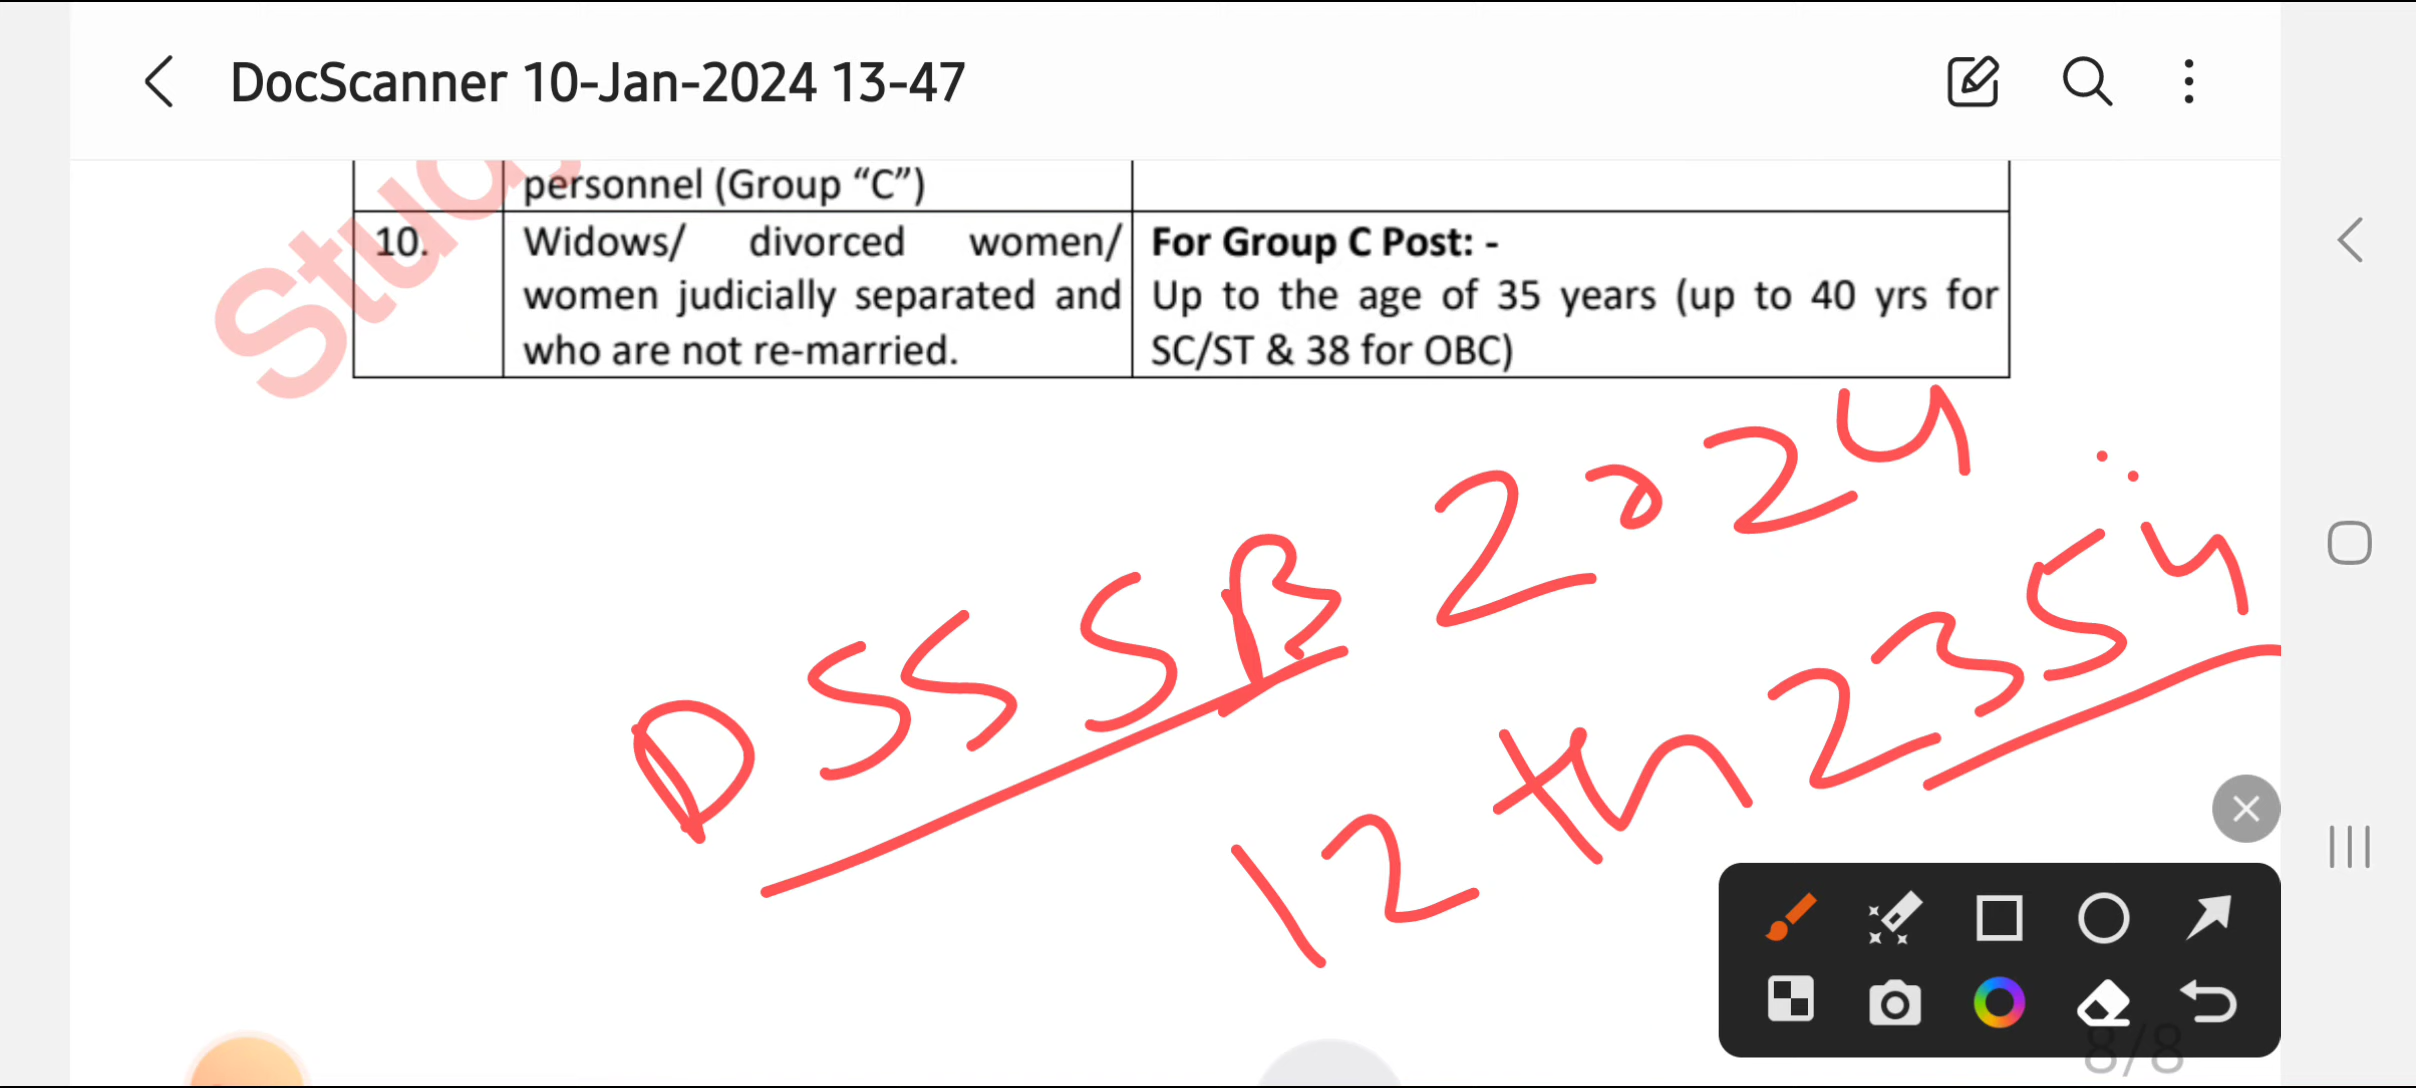 DocScanner 10-Jan-2024 13-47
personnel (Group “C”)
10. Widows/ divorced women/ For Group C Post: -
women judicially separated and Up to the age of 35 years (up to 40 yrs for
who are not re-married. SC/ST & 38 for OBC)
DSSSB 2024
12th 2354
8/8